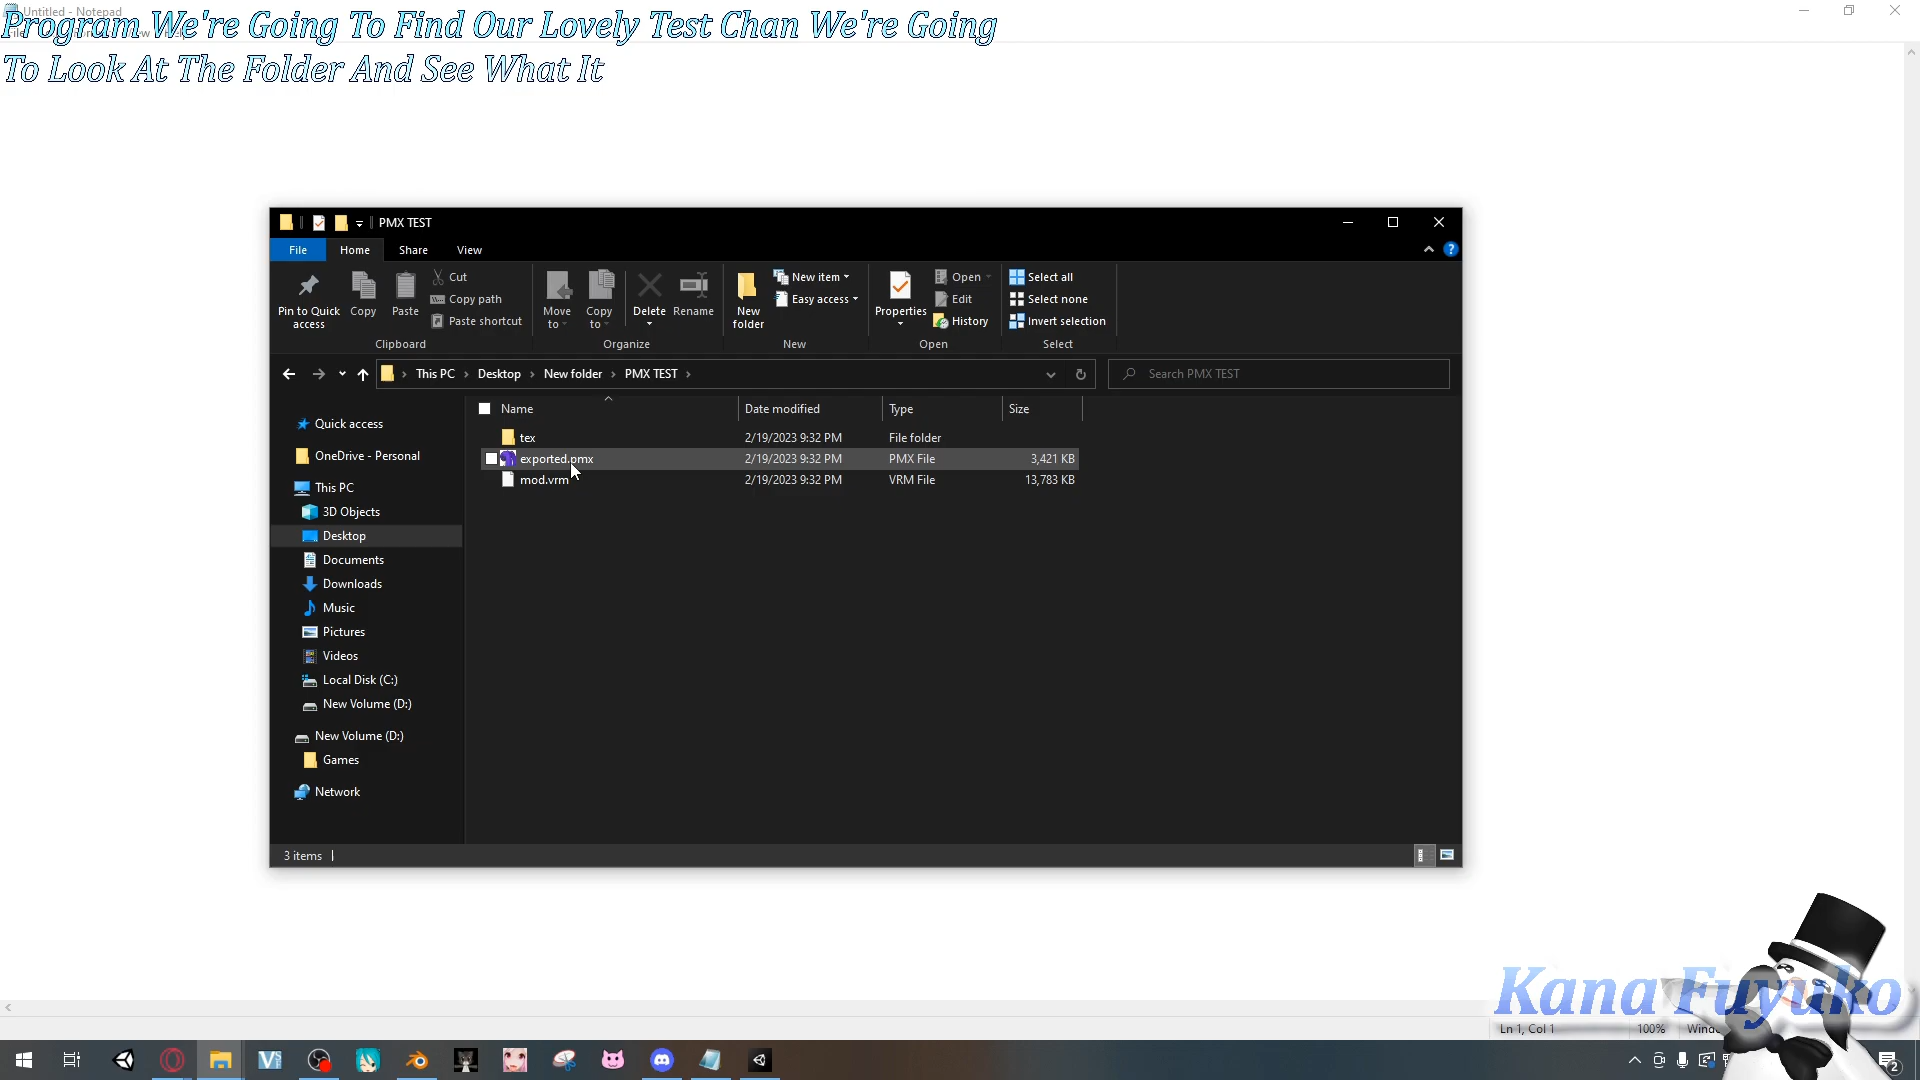 Untitled - Notepad
Program We're Going To Find Our Lovely Test Chan We're Going
To Look At The Folder And See What It
PMX TEST
File
Home
Share
View
Pin to Quick access
Copy
Paste
Cut
Copy path
Paste shortcut
Clipboard
Move to
Copy to
Delete
Rename
Organize
New folder
New item
Easy access
New
Properties
Open
Edit
History
Open
Select all
Select none
Invert selection
Select
This PC
Desktop
New folder
PMX TEST
Search PMX TEST
Name
Date modified
Type
Size
tex 2/19/2023 9:32 PM File folder
exported.pmx 2/19/2023 9:32 PM PMX File 3,421 KB
mod.vrm 2/19/2023 9:32 PM VRM File 13,783 KB
Quick access
OneDrive - Personal
This PC
3D Objects
Desktop
Documents
Downloads
Music
Pictures
Videos
Local Disk (C:)
New Volume (D:)
New Volume (D:)
Games
Network
3 items
Kana Fuyuko
Ln 1, Col 1
100%
2